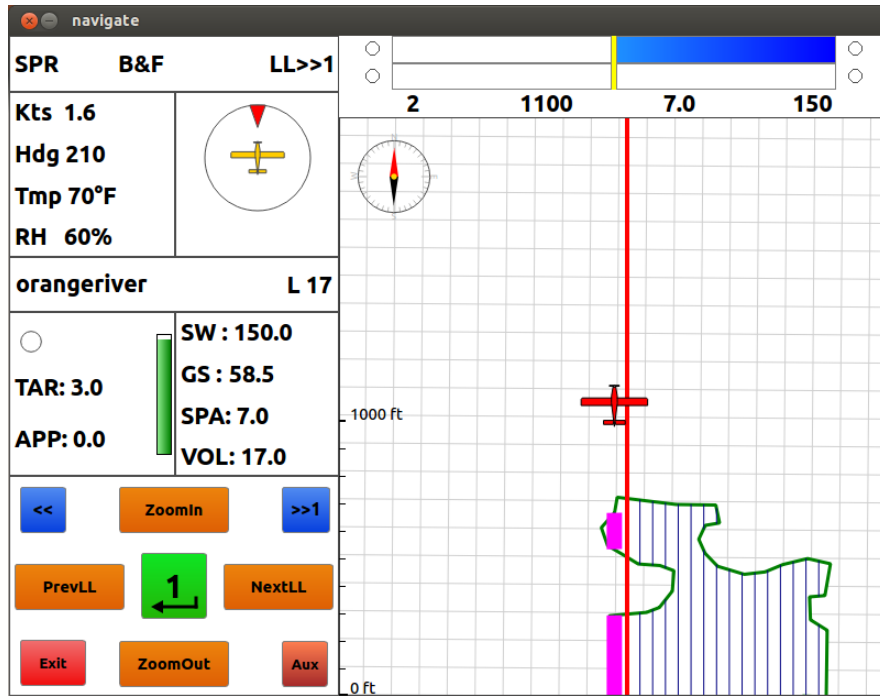 navigate
SPR B&F LL>>1
2 1100 7.0 150
Kts 1.6
Hdg 210
Tmp 70°F
RH 60%
N
W E
S
orangeriver L 17
TAR: 3.0
APP: 0.0
SW : 150.0
GS : 58.5
SPA: 7.0
VOL: 17.0
1000 ft
0 ft
<< ZoomIn >>1
PrevLL 1 NextLL
Exit ZoomOut Aux